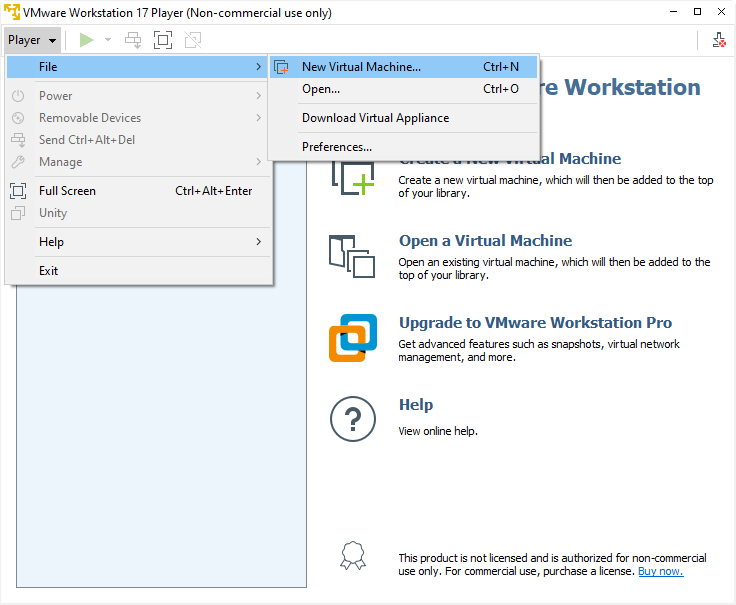 VMware Workstation 17 Player (Non-commercial use only)
Player
File
New Virtual Machine... Ctrl+N
Open... Ctrl+O
Download Virtual Appliance
Preferences...
Power
Removable Devices
Send Ctrl+Alt+Del
Manage
Full Screen Ctrl+Alt+Enter
Unity
Help
Exit
Workstation
Create a New Virtual Machine
Create a new virtual machine, which will then be added to the top
of your library.
Open a Virtual Machine
Open an existing virtual machine, which will then be added to the
top of your library.
Upgrade to VMware Workstation Pro
Get advanced features such as snapshots, virtual network
management, and more.
Help
View online help.
This product is not licensed and is authorized for non-commercial
use only. For commercial use, purchase a license. Buy now.